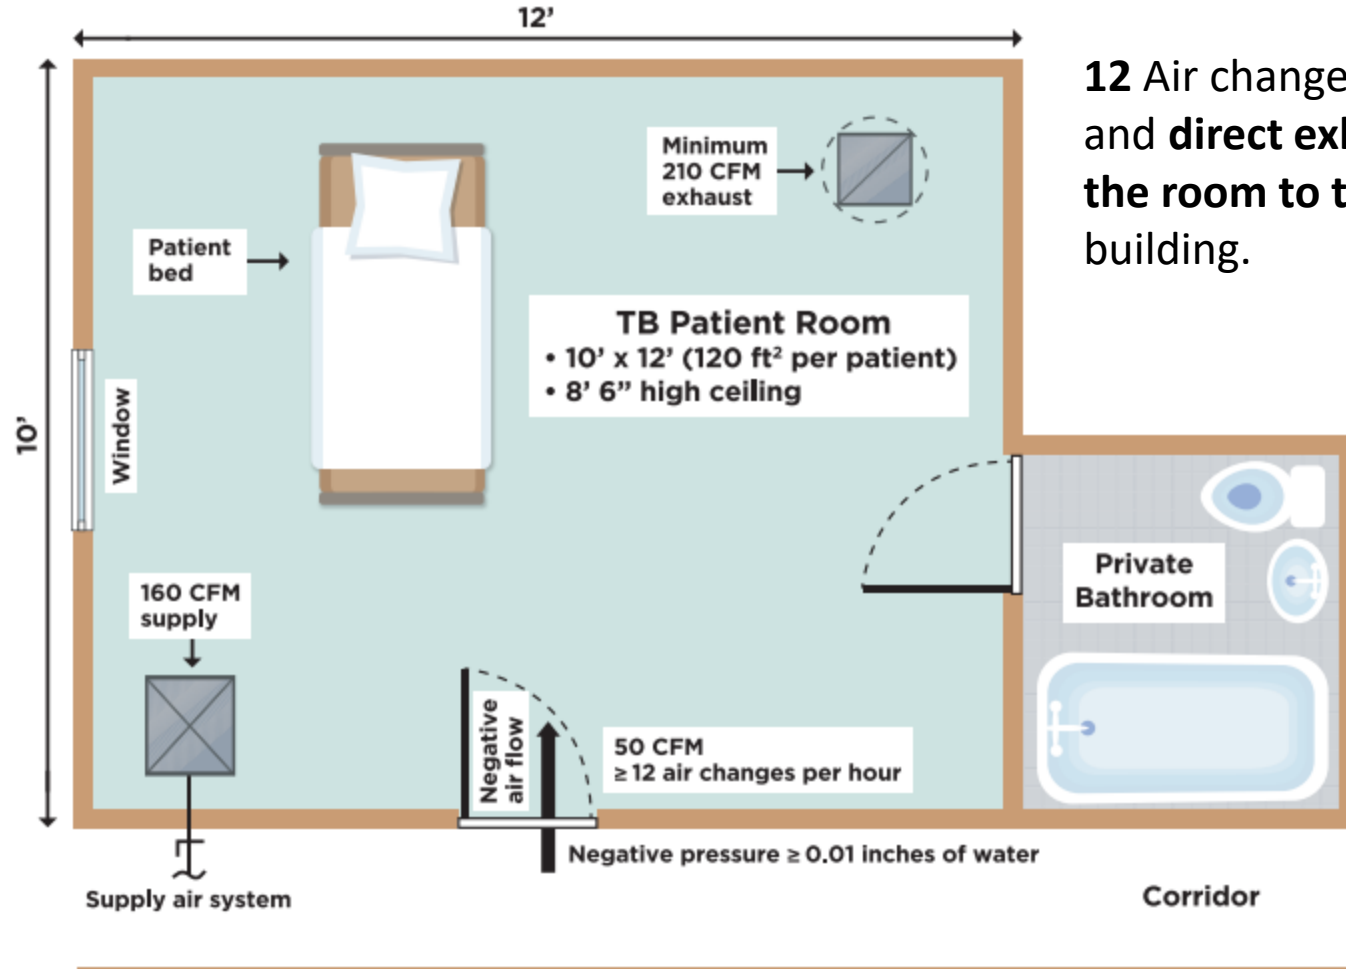 12’
12 Air change
and direct exh
the room to t
building.
Minimum
210 CFM
exhaust
Patient
bed
TB Patient Room
• 10’ x 12’ (120 ft² per patient)
• 8’ 6” high ceiling
10’
Window
Private
Bathroom
160 CFM
supply
Negative
air flow
50 CFM
≥ 12 air changes per hour
Negative pressure ≥ 0.01 inches of water
Supply air system
Corridor